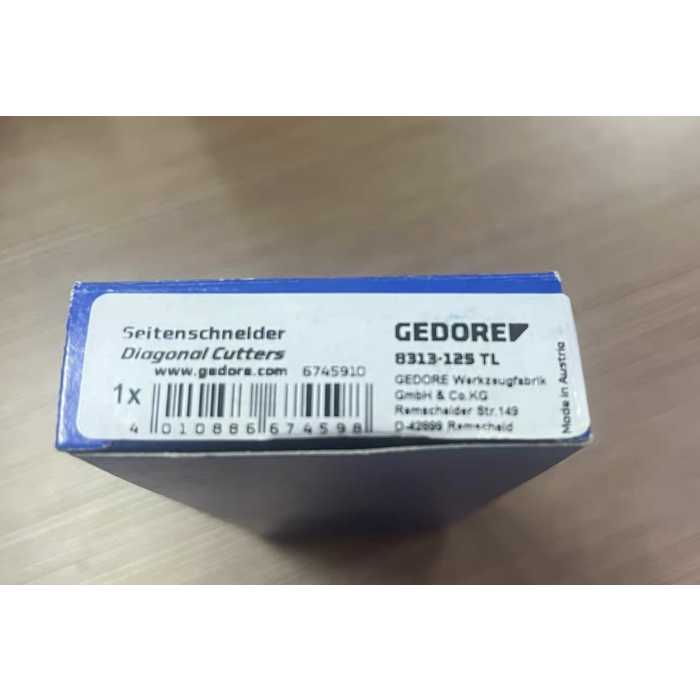 Seitenschneider
Diagonal Cutters
www.gedore.com 6745910
1x
4 010886 674598
GEDORE
8313-125 TL
GEDORE Werkzeugfabrik
GmbH & Co.KG
Remscheider Str.149
D-42899 Remscheid
Made in Austria